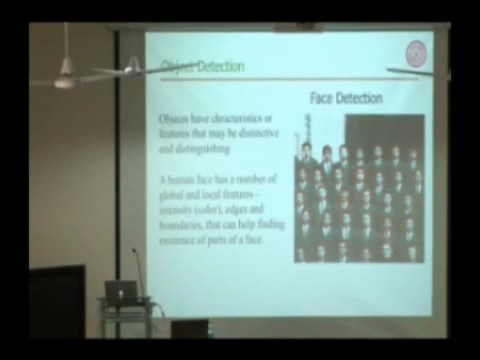 Object Detection
Face Detection
Objects have chracteristics or
features that may be distinctive
and distinguishing.
A human face has a number of
global and local features –
intensity (color), edges and
boundaries, that can help finding
existence of parts of a face